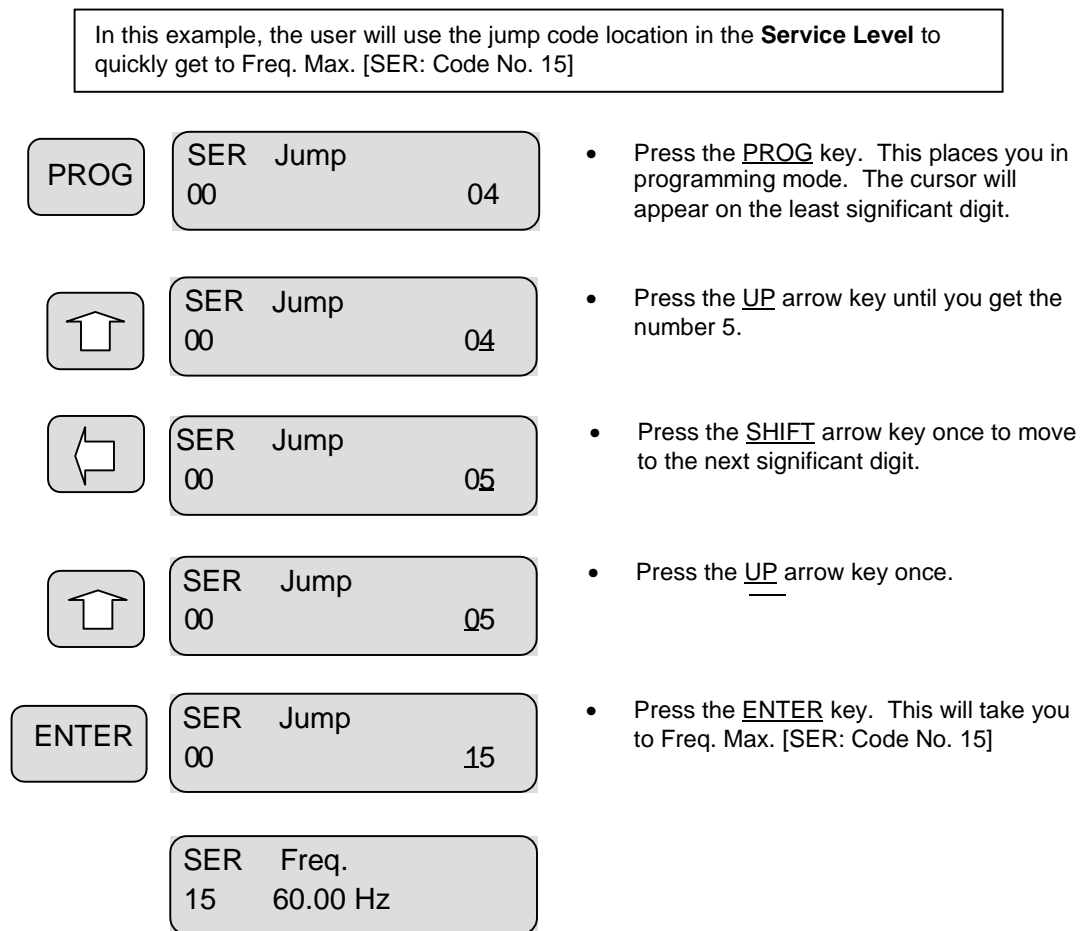 In this example, the user will use the jump code location in the Service Level to
quickly get to Freq. Max. [SER: Code No. 15]
PROG
SER Jump
00 04
• Press the PROG key. This places you in
programming mode. The cursor will
appear on the least significant digit.
SER Jump
00 04
• Press the UP arrow key until you get the
number 5.
SER Jump
00 05
• Press the SHIFT arrow key once to move
to the next significant digit.
SER Jump
00 05
• Press the UP arrow key once.
ENTER
SER Jump
00 15
• Press the ENTER key. This will take you
to Freq. Max. [SER: Code No. 15]
SER Freq.
15 60.00 Hz